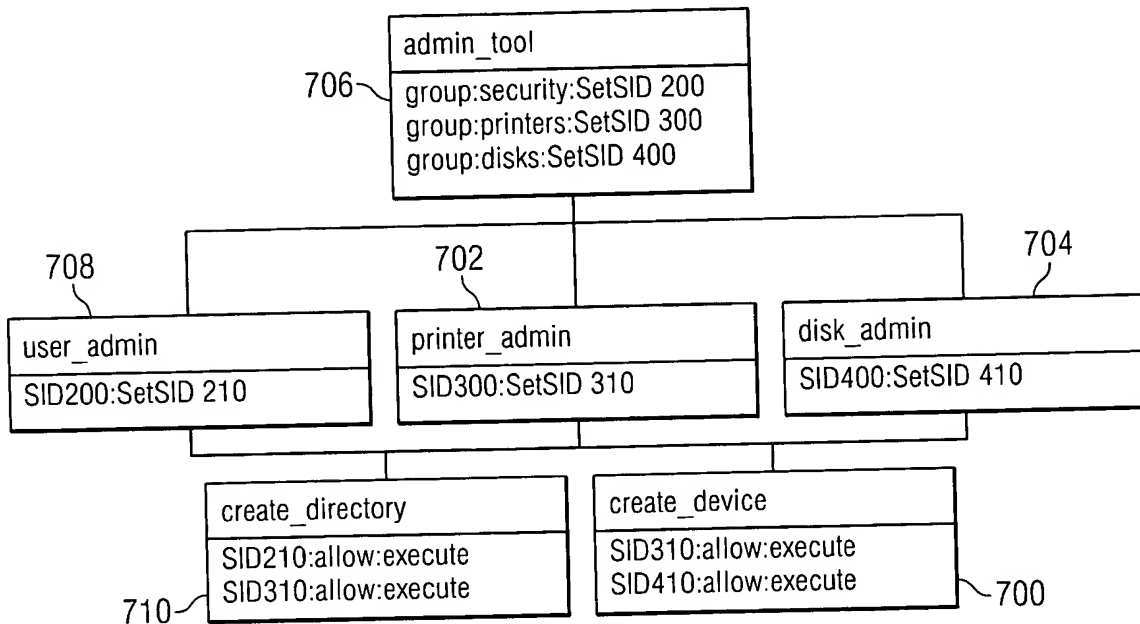 admin_tool
706
group:security:SetSID 200
group:printers:SetSID 300
group:disks:SetSID 400
708
702
704
user_admin
SID200:SetSID 210
printer_admin
SID300:SetSID 310
disk_admin
SID400:SetSID 410
create_directory
SID210:allow:execute
SID310:allow:execute
710
create_device
SID310:allow:execute
SID410:allow:execute
700